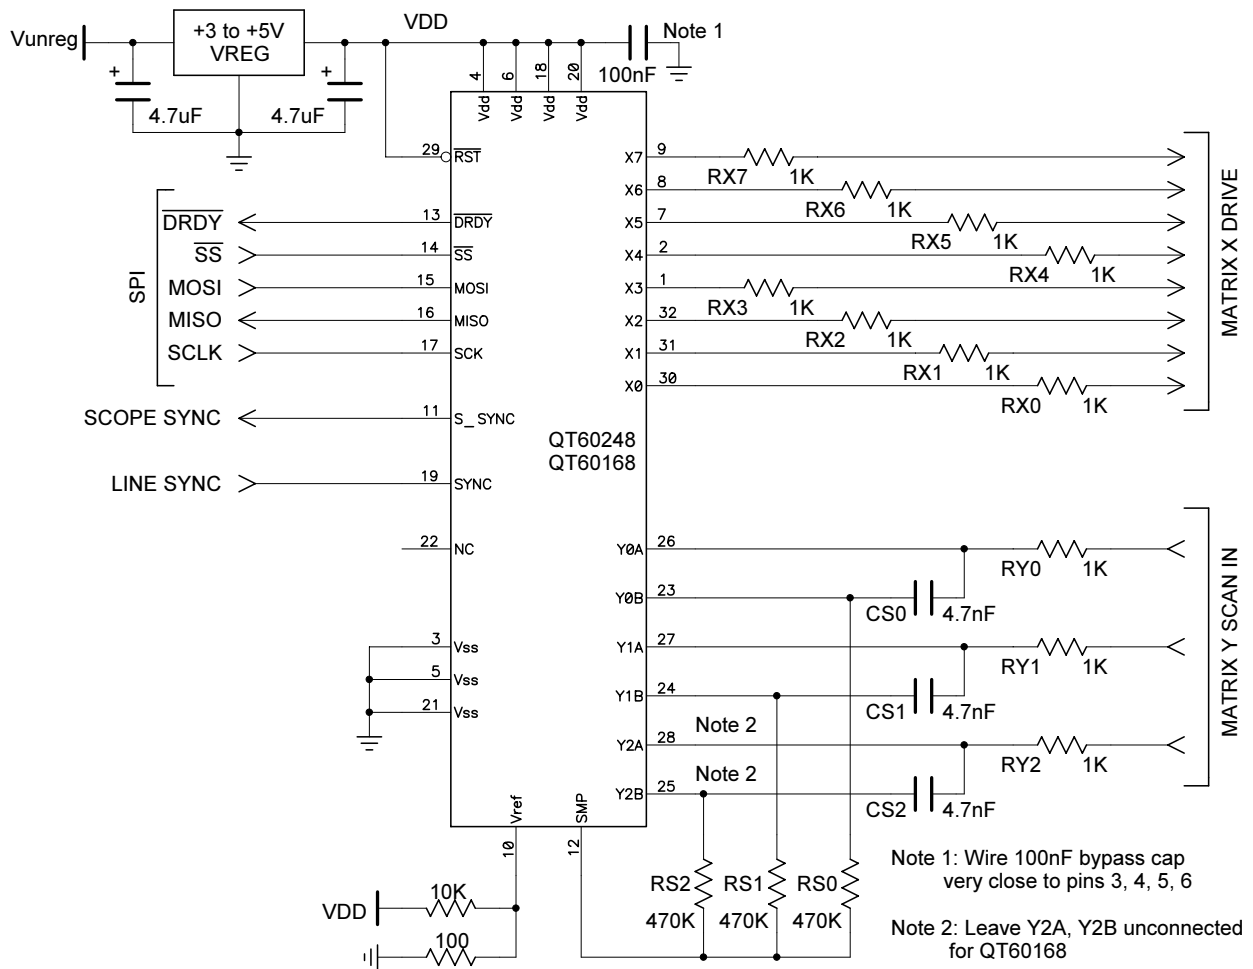 Vunreg
+3 to +5V
VREG
VDD
Note 1
100nF
+
4.7uF
+
4.7uF
4
6
18
20
Vdd
Vdd
Vdd
Vdd
29
RST
SPI
DRDY
13
DRDY
SS
14
SS
MOSI
15
MOSI
MISO
16
MISO
SCLK
17
SCK
SCOPE SYNC
11
S_SYNC
LINE SYNC
19
SYNC
22
NC
3
Vss
5
Vss
21
Vss
QT60248
QT60168
X7
9
RX7
1K
X6
8
RX6
1K
X5
7
RX5
1K
X4
2
RX4
1K
X3
1
RX3
1K
X2
32
RX2
1K
X1
31
RX1
1K
X0
30
RX0
1K
MATRIX X DRIVE
Y0A
26
RY0
1K
Y0B
23
CS0
4.7nF
Y1A
27
RY1
1K
Y1B
24
CS1
4.7nF
Note 2
Y2A
28
RY2
1K
Note 2
Y2B
25
CS2
4.7nF
MATRIX Y SCAN IN
Vref
SMP
10
12
VDD
10K
100
RS2
470K
RS1
470K
RS0
470K
Note 1: Wire 100nF bypass cap
very close to pins 3, 4, 5, 6
Note 2: Leave Y2A, Y2B unconnected
for QT60168